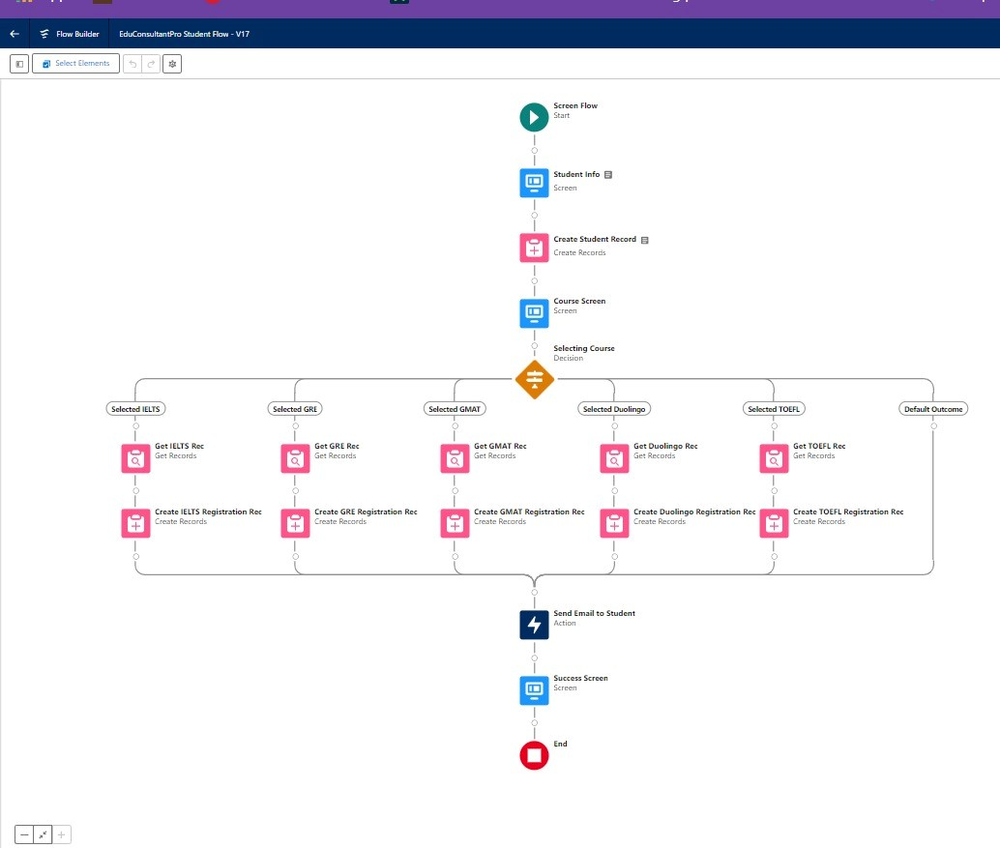 Flow Builder
EduConsultantPro Student Flow - V17
Select Elements
Screen Flow
Start
Student Info
Screen
Create Student Record
Create Records
Course Screen
Screen
Selecting Course
Decision
Selected IELTS
Selected GRE
Selected GMAT
Selected Duolingo
Selected TOEFL
Default Outcome
Get IELTS Rec
Get Records
Get GRE Rec
Get Records
Get GMAT Rec
Get Records
Get Duolingo Rec
Get Records
Get TOEFL Rec
Get Records
Create IELTS Registration Rec
Create Records
Create GRE Registration Rec
Create Records
Create GMAT Registration Rec
Create Records
Create Duolingo Registration Rec
Create Records
Create TOEFL Registration Rec
Create Records
Send Email to Student
Action
Success Screen
Screen
End